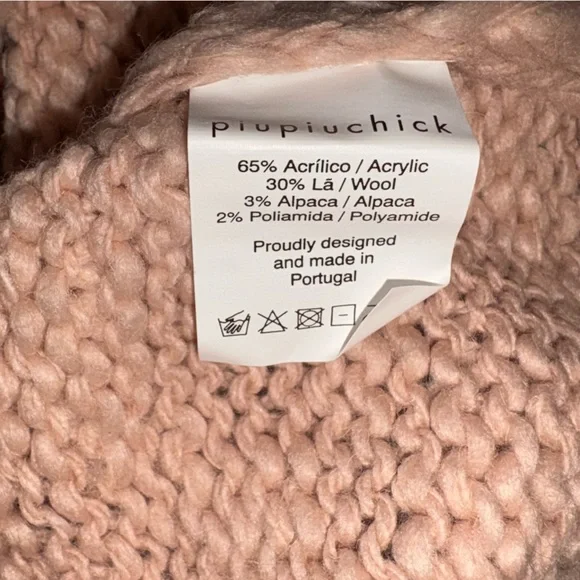 piupiuchick
65% Acrílico / Acrylic
30% Lã / Wool
3% Alpaca / Alpaca
2% Poliamida / Polyamide
Proudly designed
and made in
Portugal